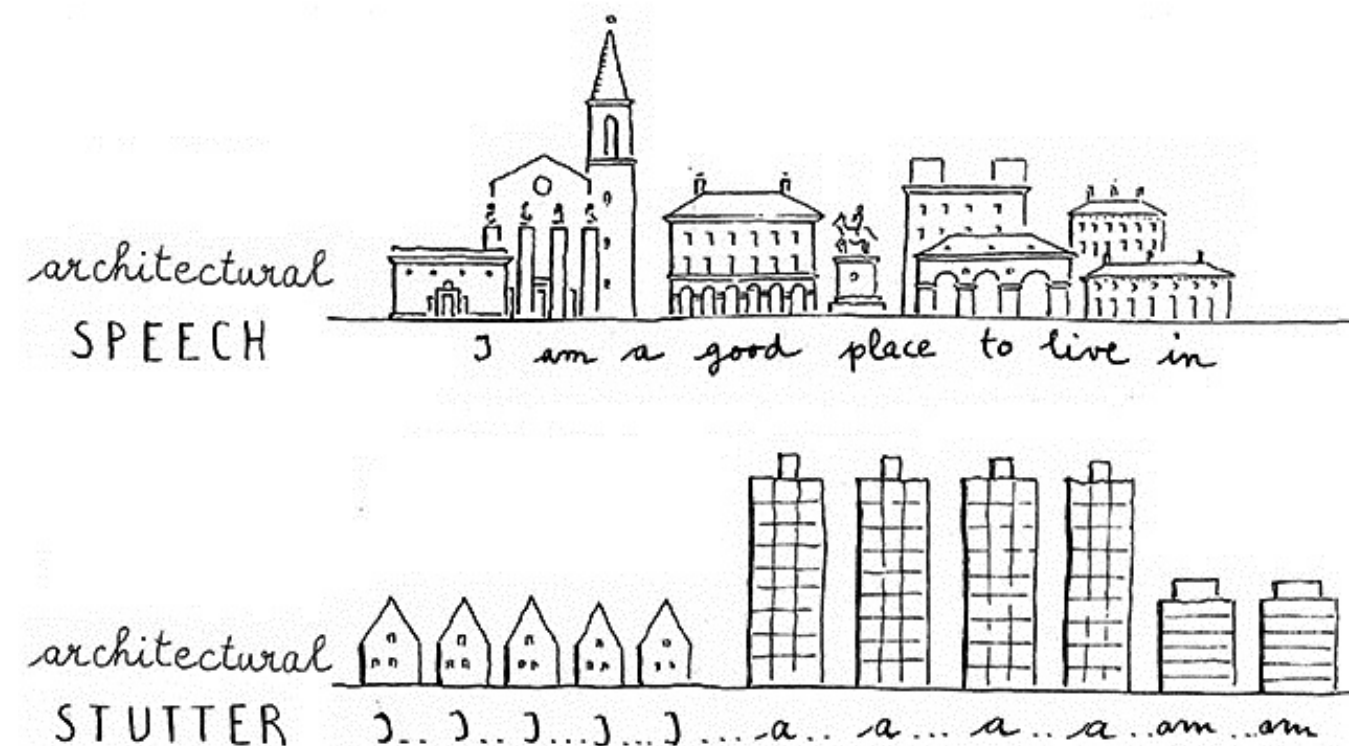 architectural
SPEECH
I am a good place to live in
architectural
STUTTER
I.. I.. I... I... I... a.. a... a.. a..am...am